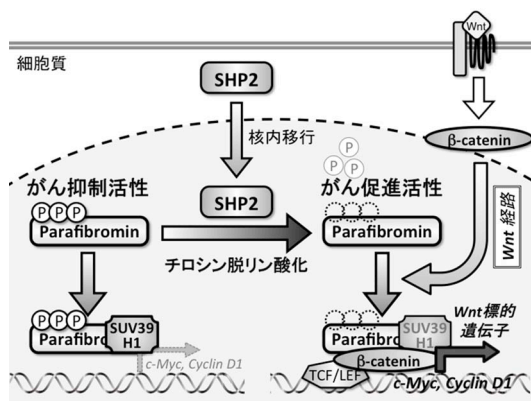 Wnt
細胞質
SHP2
核内移行
β-catenin
P P P
がん抑制活性
SHP2
がん促進活性
P P P
Parafibromin
Parafibromin
チロシン脱リン酸化
Wnt 経路
P P P
Parafibro
SUV39
H1
c-Myc, Cyclin D1
Parafibro
SUV39
H1
β-catenin
TCF/LEF
Wnt標的
遺伝子
c-Myc, Cyclin D1